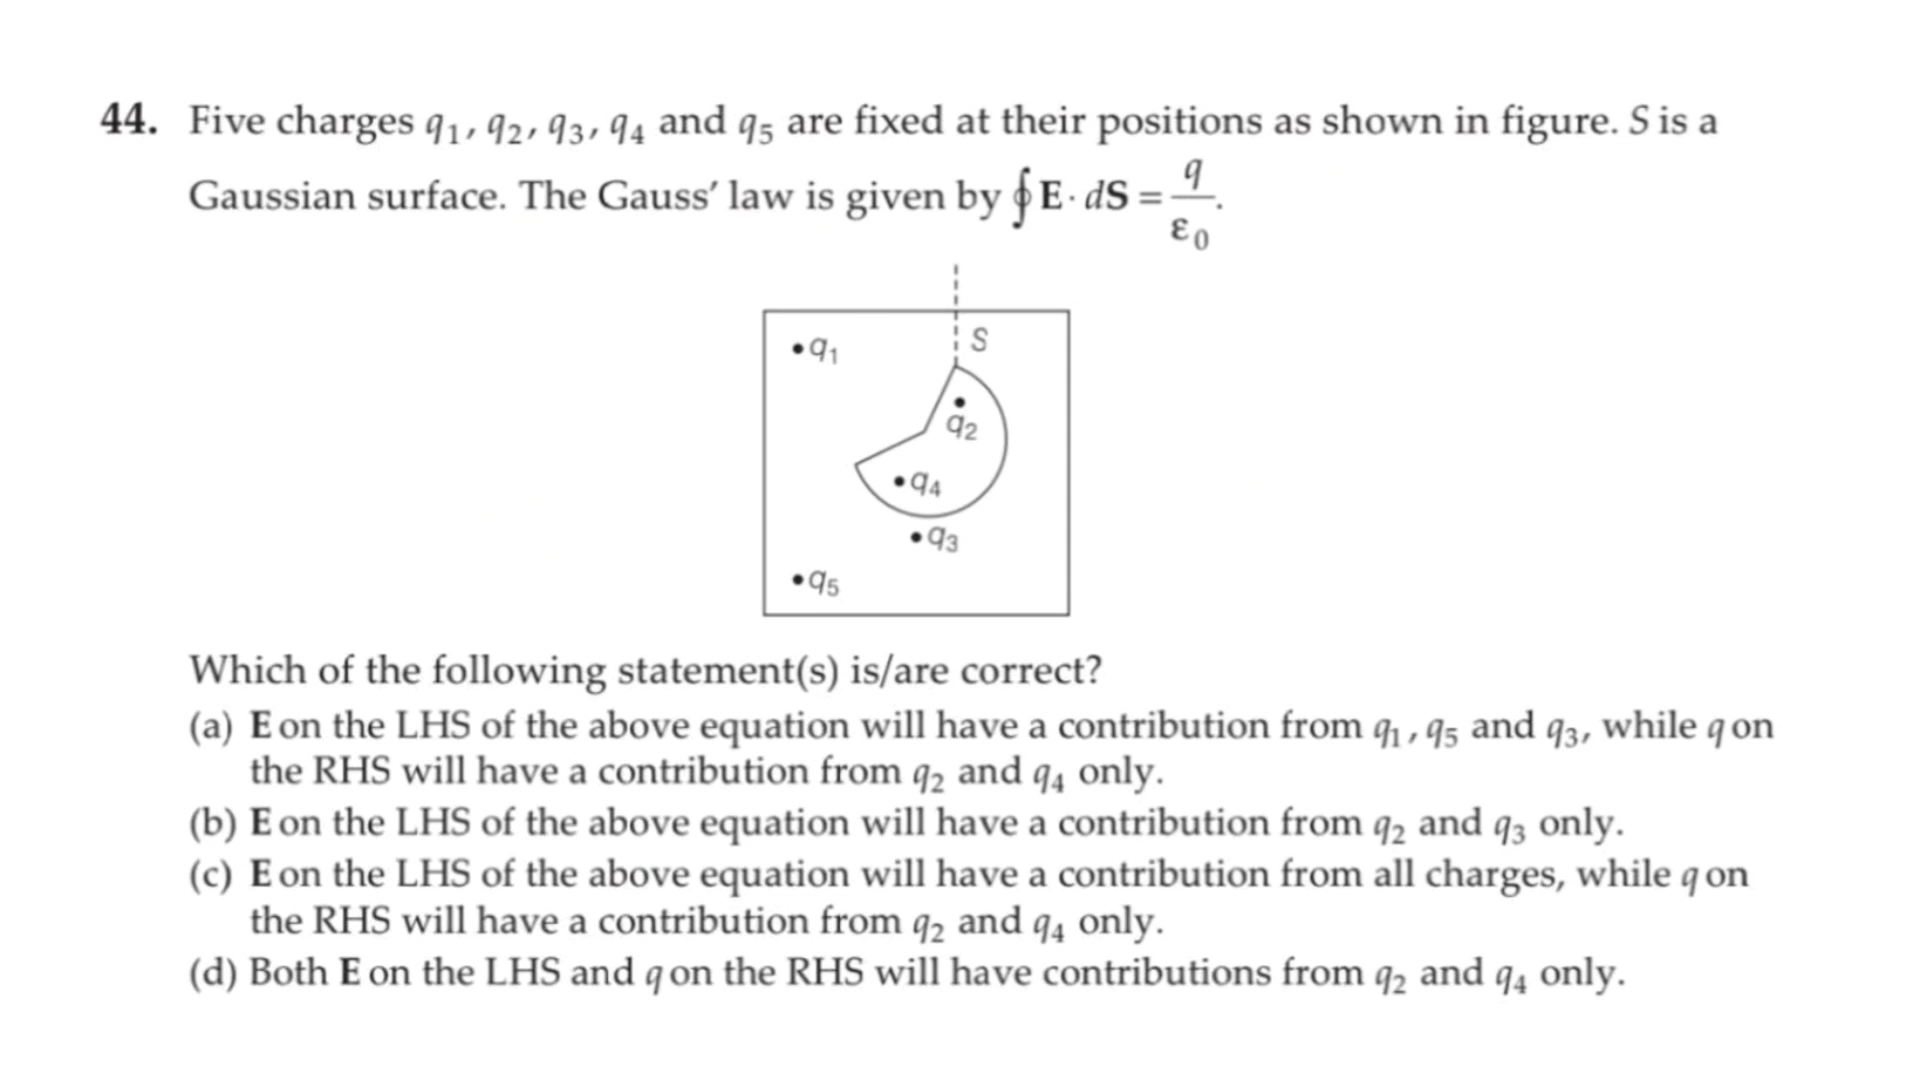 44. Five charges q₁, q₂, q₃, q₄ and q₅ are fixed at their positions as shown in figure. S is a
Gaussian surface. The Gauss’ law is given by ∮E · dS = q/ε₀.
S
q₁
q₂
q₄
q₃
q₅
Which of the following statement(s) is/are correct?
(a) E on the LHS of the above equation will have a contribution from q₁, q₅ and q₃, while q on
the RHS will have a contribution from q₂ and q₄ only.
(b) E on the LHS of the above equation will have a contribution from q₂ and q₃ only.
(c) E on the LHS of the above equation will have a contribution from all charges, while q on
the RHS will have a contribution from q₂ and q₄ only.
(d) Both E on the LHS and q on the RHS will have contributions from q₂ and q₄ only.